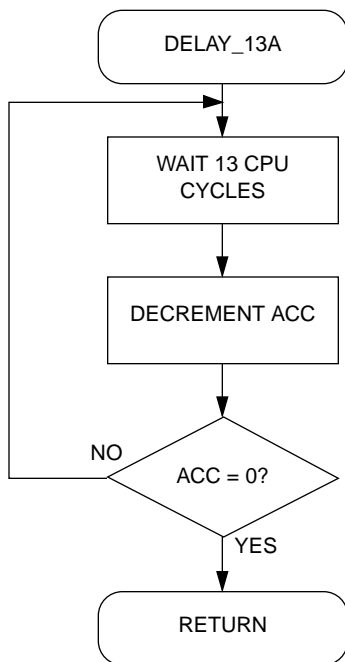 DELAY_13A
WAIT 13 CPU
CYCLES
DECREMENT ACC
NO
ACC = 0?
YES
RETURN